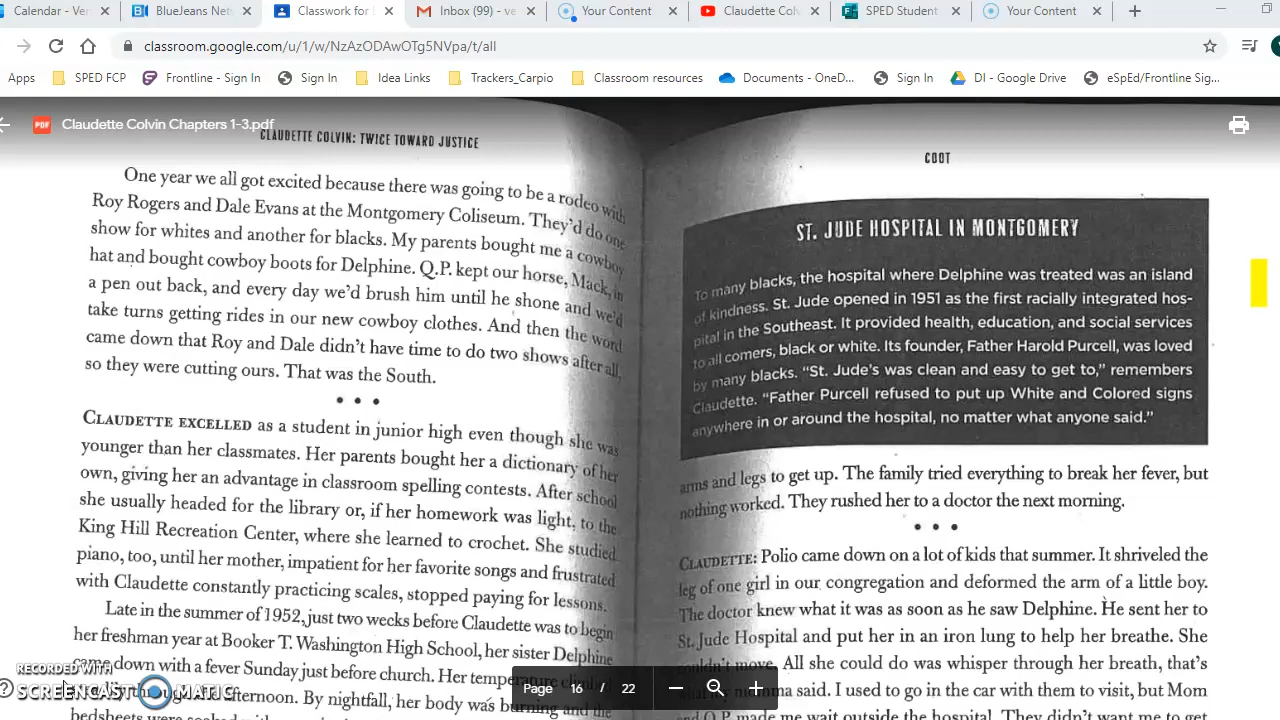 Calendar - Ver
BlueJeans Net
Classwork for
Inbox (99) - ve
Your Content
Claudette Col
SPED Student
Your Content
classroom.google.com/u/1/w/NzAzODAwOTg5NVpa/t/all
Apps
SPED FCP
Frontline - Sign In
Sign In
Idea Links
Trackers_Carpio
Classroom resources
Documents - OneD...
Sign In
DI - Google Drive
eSpEd/Frontline Sig...
PDF
Claudette Colvin Chapters 1-3.pdf
CLAUDETTE COLVIN: TWICE TOWARD JUSTICE
One year we all got excited because there was going to be a rodeo with
Roy Rogers and Dale Evans at the Montgomery Coliseum. They'd do one
show for whites and another for blacks. My parents bought me a cowboy
hat and bought cowboy boots for Delphine. Q.P. kept our horse, Mack, in
a pen out back, and every day we'd brush him until he shone and we'd
take turns getting rides in our new cowboy clothes. And then the word
came down that Roy and Dale didn't have time to do two shows after all,
so they were cutting ours. That was the South.
• • •
CLAUDETTE EXCELLED as a student in junior high even though she was
younger than her classmates. Her parents bought her a dictionary of her
own, giving her an advantage in classroom spelling contests. After school
she usually headed for the library or, if her homework was light, to the
King Hill Recreation Center, where she learned to crochet. She studied
piano, too, until her mother, impatient for her favorite songs and frustrated
with Claudette constantly practicing scales, stopped paying for lessons.
Late in the summer of 1952, just two weeks before Claudette was to begin
her freshman year at Booker T. Washington High School, her sister Delphine
down with a fever Sunday just before church. Her temperature
afternoon. By nightfall, her body was burning and the
bedsheets were soaked with
COOT
ST. JUDE HOSPITAL IN MONTGOMERY
To many blacks, the hospital where Delphine was treated was an island
of kindness. St. Jude opened in 1951 as the first racially integrated hos-
pital in the Southeast. It provided health, education, and social services
to all comers, black or white. Its founder, Father Harold Purcell, was loved
by many blacks. "St. Jude's was clean and easy to get to," remembers
Claudette. "Father Purcell refused to put up White and Colored signs
anywhere in or around the hospital, no matter what anyone said."
arms and legs to get up. The family tried everything to break her fever, but
nothing worked. They rushed her to a doctor the next morning.
• • •
CLAUDETTE: Polio came down on a lot of kids that summer. It shriveled the
leg of one girl in our congregation and deformed the arm of a little boy.
The doctor knew what it was as soon as he saw Delphine. He sent her to
St. Jude Hospital and put her in an iron lung to help her breathe. She
couldn't move. All she could do was whisper through her breath, that's
momma said. I used to go in the car with them to visit, but Mom
and Q.P. made me wait outside the hospital. They didn't want me to get
Page 16 / 22
RECORDED WITH
SCREENCAST MATIC